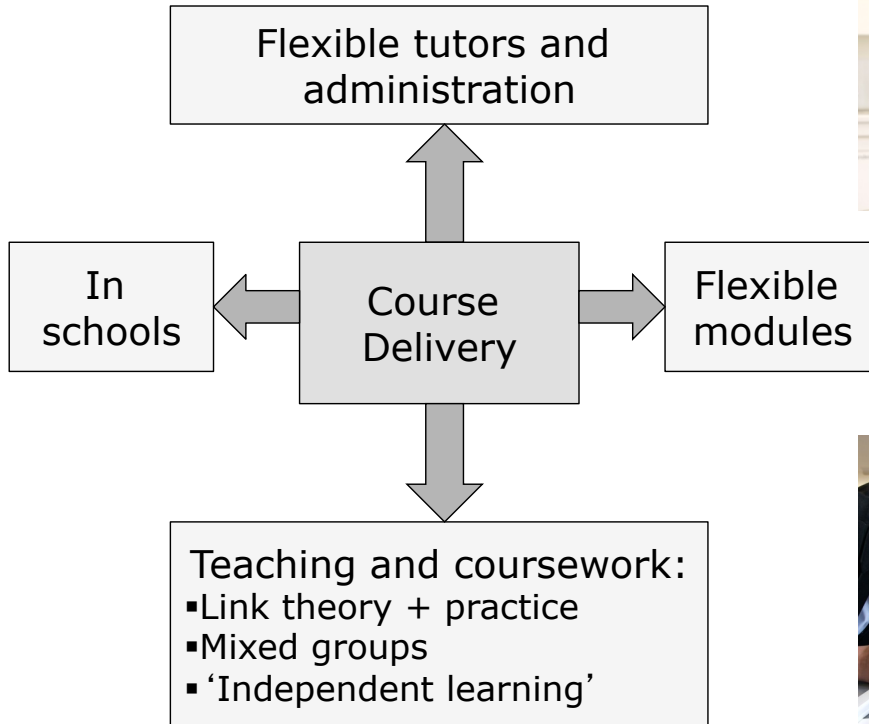 Flexible tutors and
administration
In
schools
Course
Delivery
Flexible
modules
Teaching and coursework:
▪Link theory + practice
▪Mixed groups
▪ ‘Independent learning’